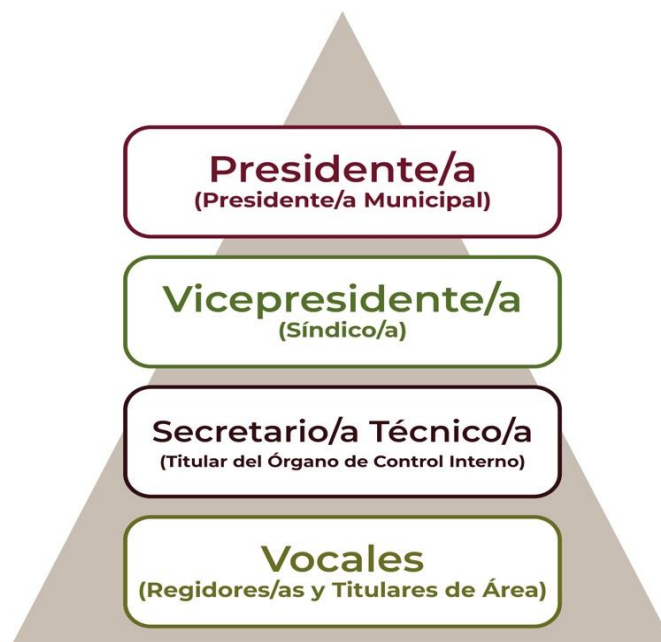 Presidente/a
(Presidente/a Municipal)
Vicepresidente/a
(Síndico/a)
Secretario/a Técnico/a
(Titular del Órgano de Control Interno)
Vocales
(Regidores/as y Titulares de Área)